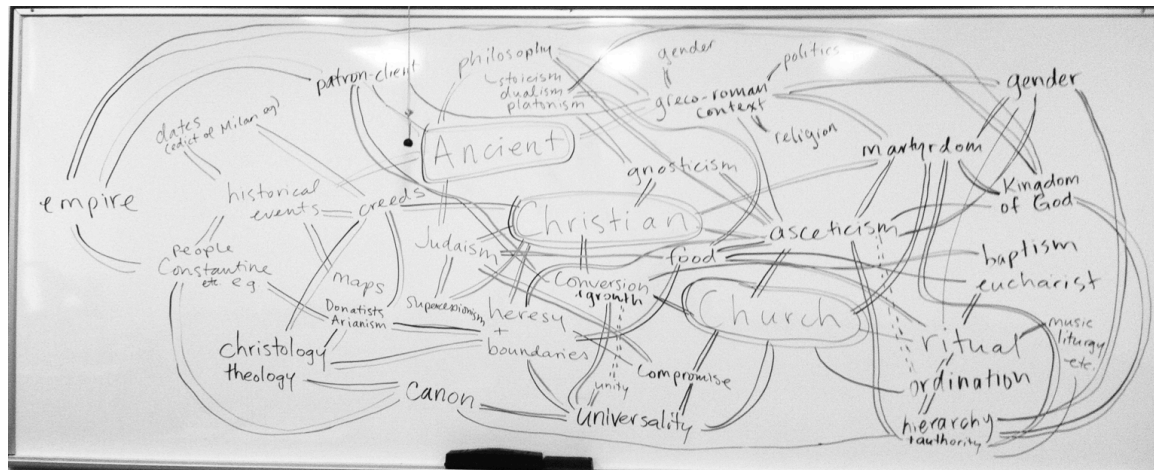 patron-client
philosophy
stoicism
dualism
platonism
gender
politics
greco-roman
context
religion
gender
dates
(edict of Milan eg)
Ancient
gnosticism
martyrdom
Kingdom
of God
empire
historical
events
creeds
Christian
asceticism
Judaism
food
baptism
eucharist
people
Constantine
etc. eg
maps
Donatists
Arianism
supersessionism
heresy
+
boundaries
Conversion
+growth
Church
ritual
music
liturgy
etc.
christology
theology
unity
compromise
ordination
canon
universality
hierarchy
+authority